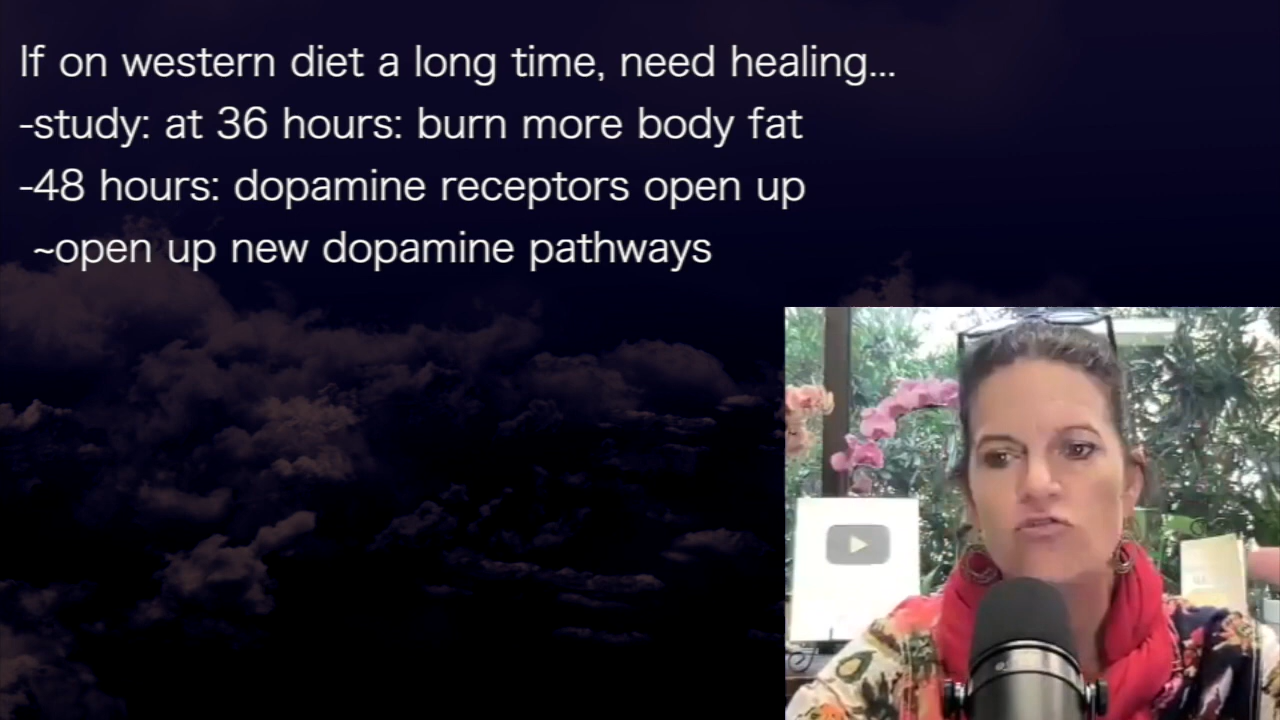 If on western diet a long time, need healing...
-study: at 36 hours: burn more body fat
-48 hours: dopamine receptors open up
~open up new dopamine pathways